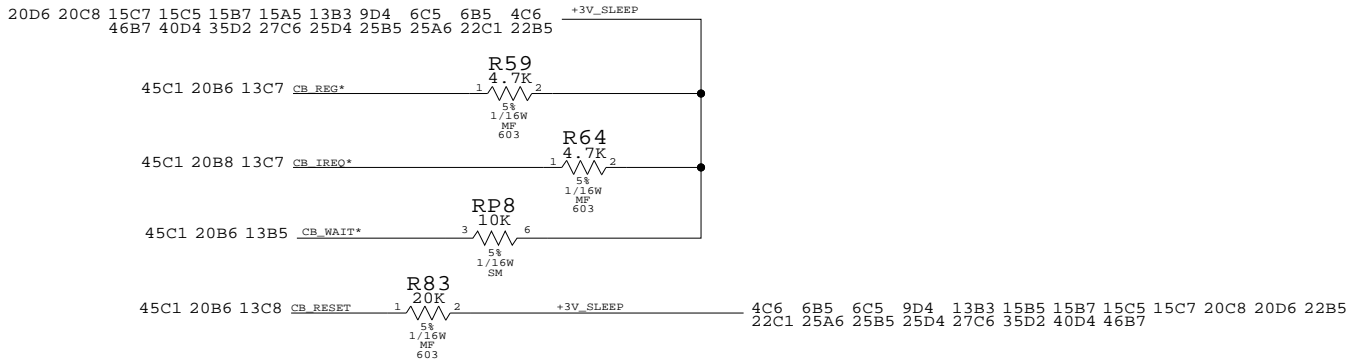 20D6 20C8 15C7 15C5 15B7 15A5 13B3 9D4 6C5 6B5 4C6 +3V_SLEEP
46B7 40D4 35D2 27C6 25D4 25B5 25A6 22C1 22B5
R59
4.7K
45C1 20B6 13C7 CB_REG* 1 2
5%
1/16W
MF
603
R64
4.7K
45C1 20B8 13C7 CB_IREQ* 1 2
5%
1/16W
MF
603
RP8
10K
45C1 20B6 13B5 CB_WAIT* 3 6
5%
1/16W
SM
R83
20K
45C1 20B6 13C8 CB_RESET 1 2 +3V_SLEEP 4C6 6B5 6C5 9D4 13B3 15B5 15B7 15C5 15C7 20C8 20D6 22B5
22C1 25A6 25B5 25D4 27C6 35D2 40D4 46B7
5%
1/16W
MF
603